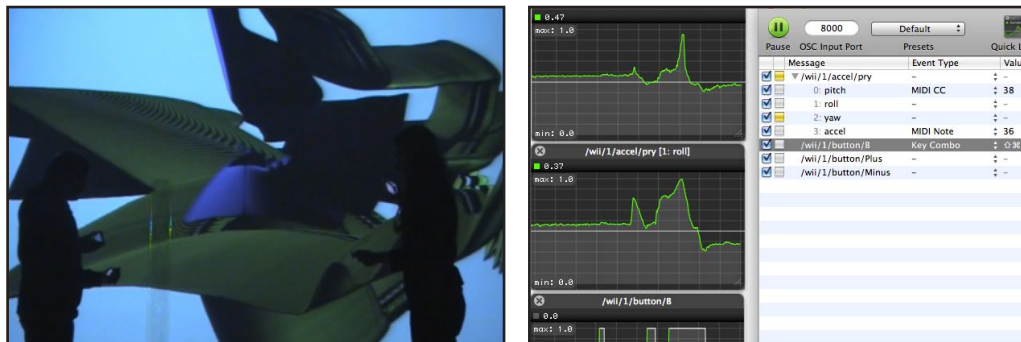 0.47
max: 1.0
min: 0.0
/wii/1/accel/pry [1: roll]
0.37
max: 1.0
min: 0.0
/wii/1/button/B
0.0
max: 1.0
8000 Default
Pause OSC Input Port Presets Quick L
Message Event Type Valu
/wii/1/accel/pry –  –
0: pitch MIDI CC 38
1: roll – –
2: yaw – –
3: accel MIDI Note 36
/wii/1/button/B Key Combo ⇧⌘
/wii/1/button/Plus – –
/wii/1/button/Minus – –